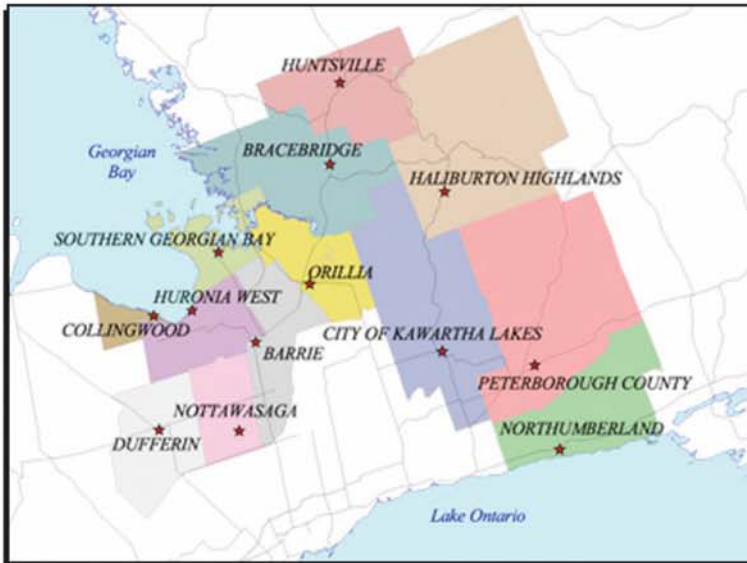 HUNTSVILLE
Georgian
Bay
BRACEBRIDGE
HALIBURTON HIGHLANDS
SOUTHERN GEORGIAN BAY
ORILLIA
HURONIA WEST
COLLINGWOOD
CITY OF KAWARTHA LAKES
BARRIE
PETERBOROUGH COUNTY
NOTTAWASAGA
NORTHUMBERLAND
DUFFERIN
Lake Ontario